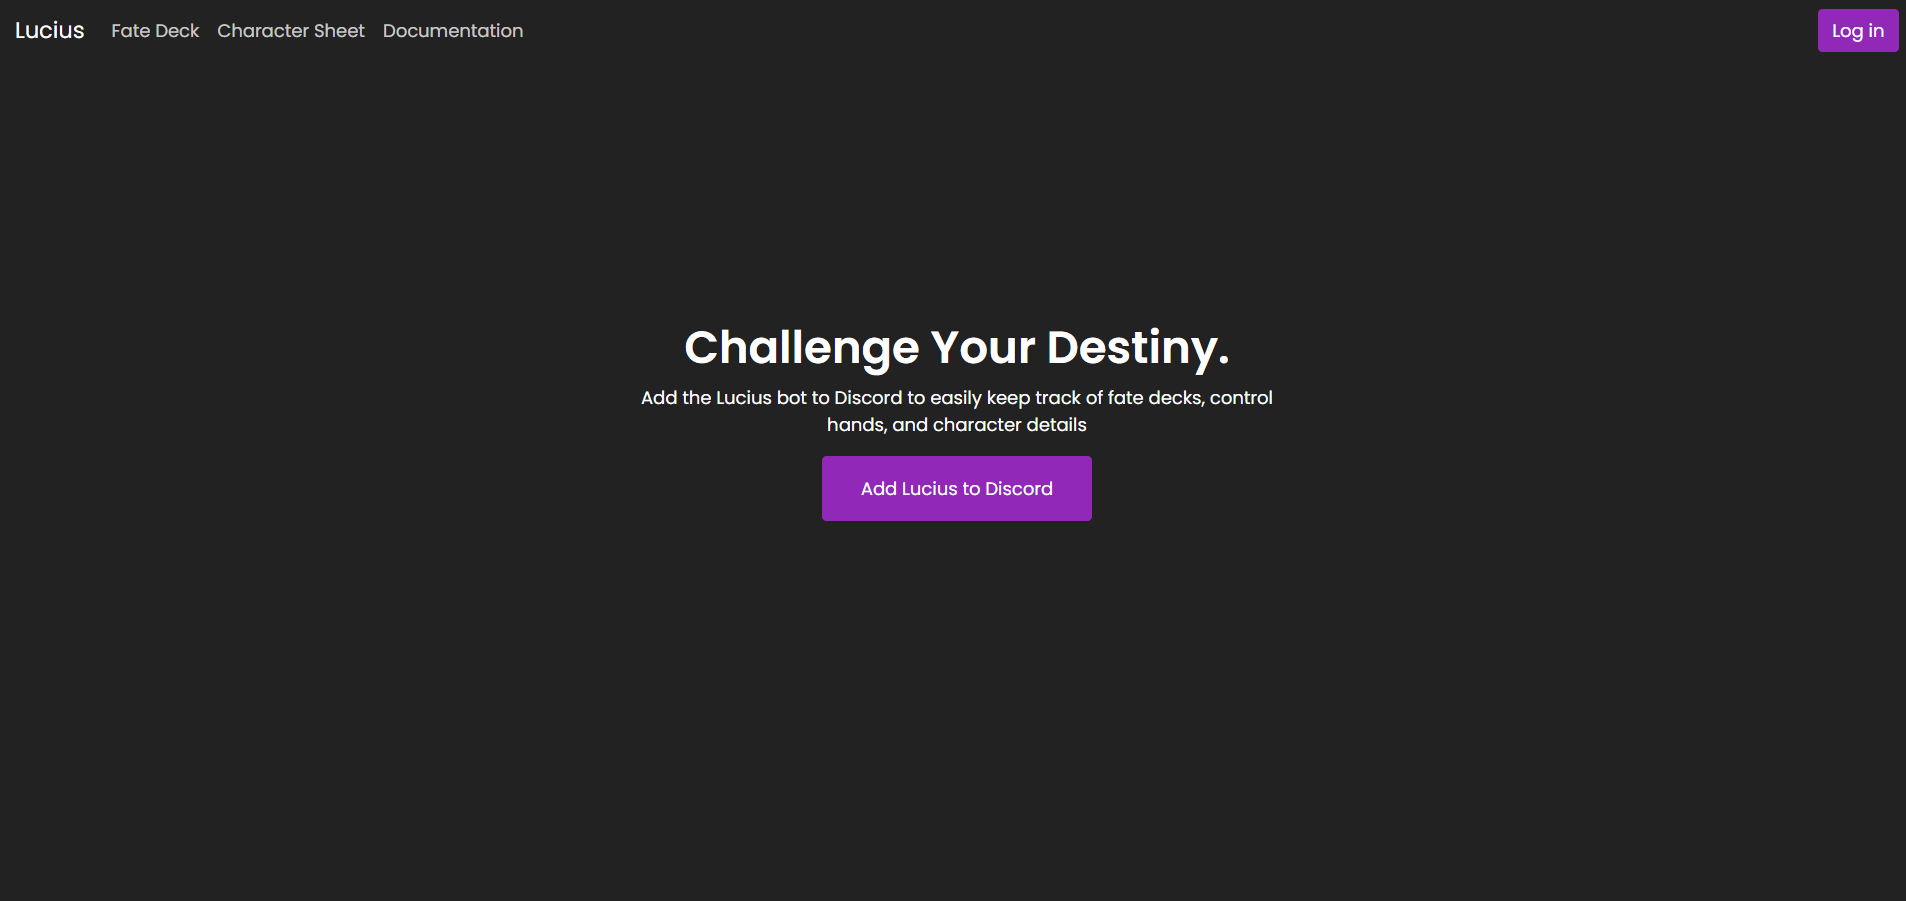 Lucius Fate Deck Character Sheet Documentation Log in
Challenge Your Destiny.
Add the Lucius bot to Discord to easily keep track of fate decks, control
hands, and character details
Add Lucius to Discord